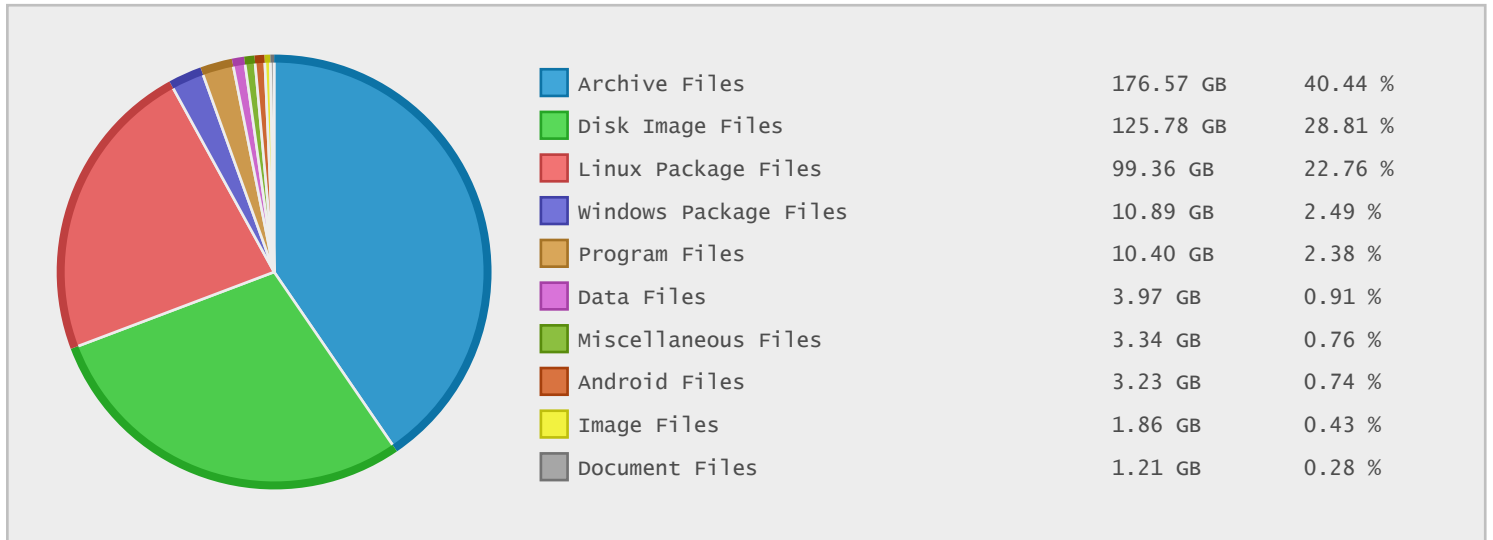 Archive Files 176.57 GB 40.44 %
Disk Image Files 125.78 GB 28.81 %
Linux Package Files 99.36 GB 22.76 %
Windows Package Files 10.89 GB 2.49 %
Program Files 10.40 GB 2.38 %
Data Files 3.97 GB 0.91 %
Miscellaneous Files 3.34 GB 0.76 %
Android Files 3.23 GB 0.74 %
Image Files 1.86 GB 0.43 %
Document Files 1.21 GB 0.28 %